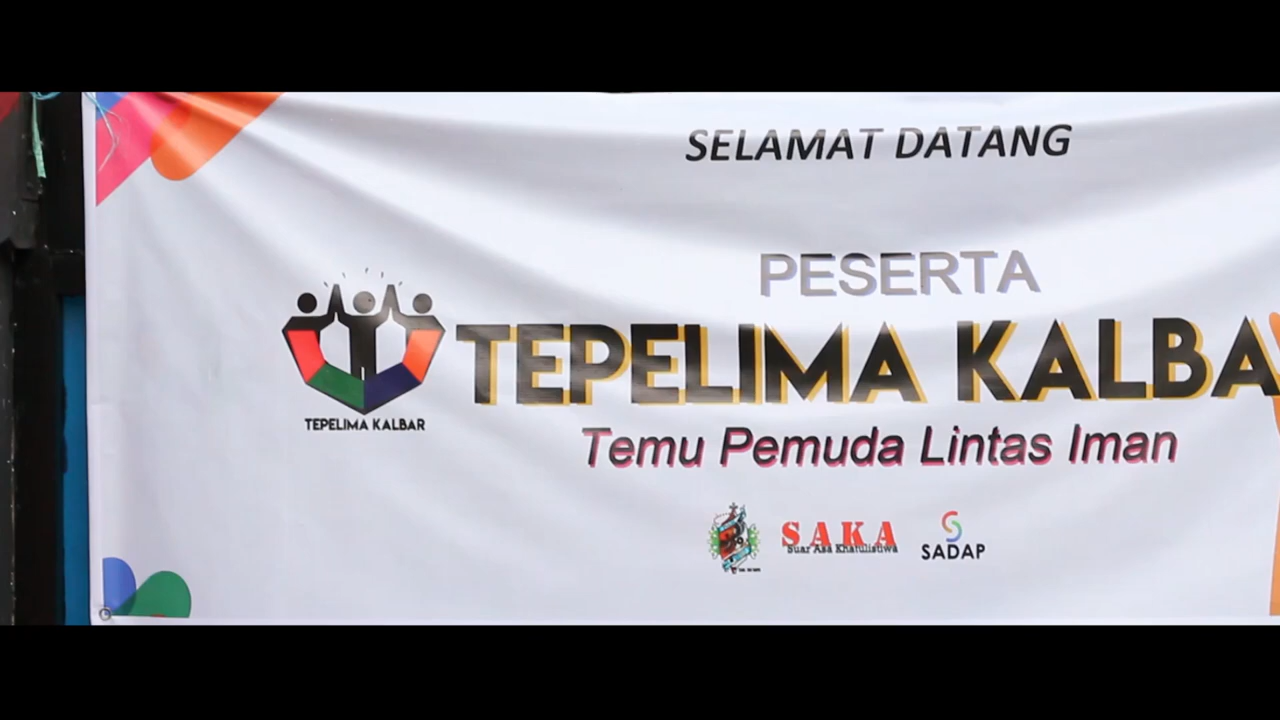 SELAMAT DATANG
PESERTA
TEPELIMA KALBA
TEPELIMA KALBAR
Temu Pemuda Lintas Iman
SAKA
Suar Asa Khatulistiwa
SADAP